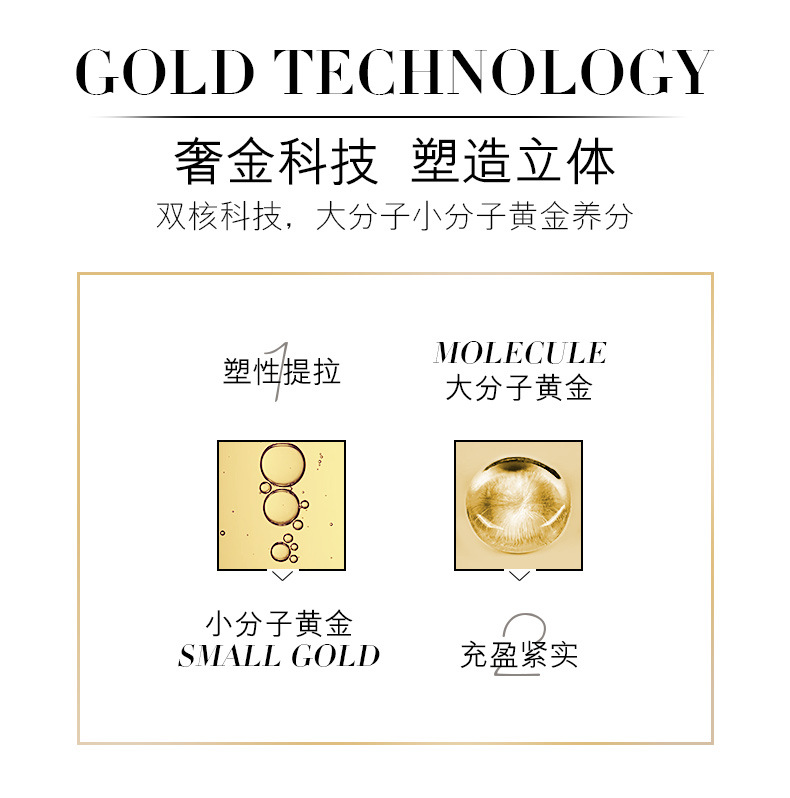 GOLD TECHNOLOGY
奢金科技 塑造立体
双核科技，大分子小分子黄金养分
1
塑性提拉
小分子黄金
SMALL GOLD
MOLECULE
大分子黄金
2
充盈紧实